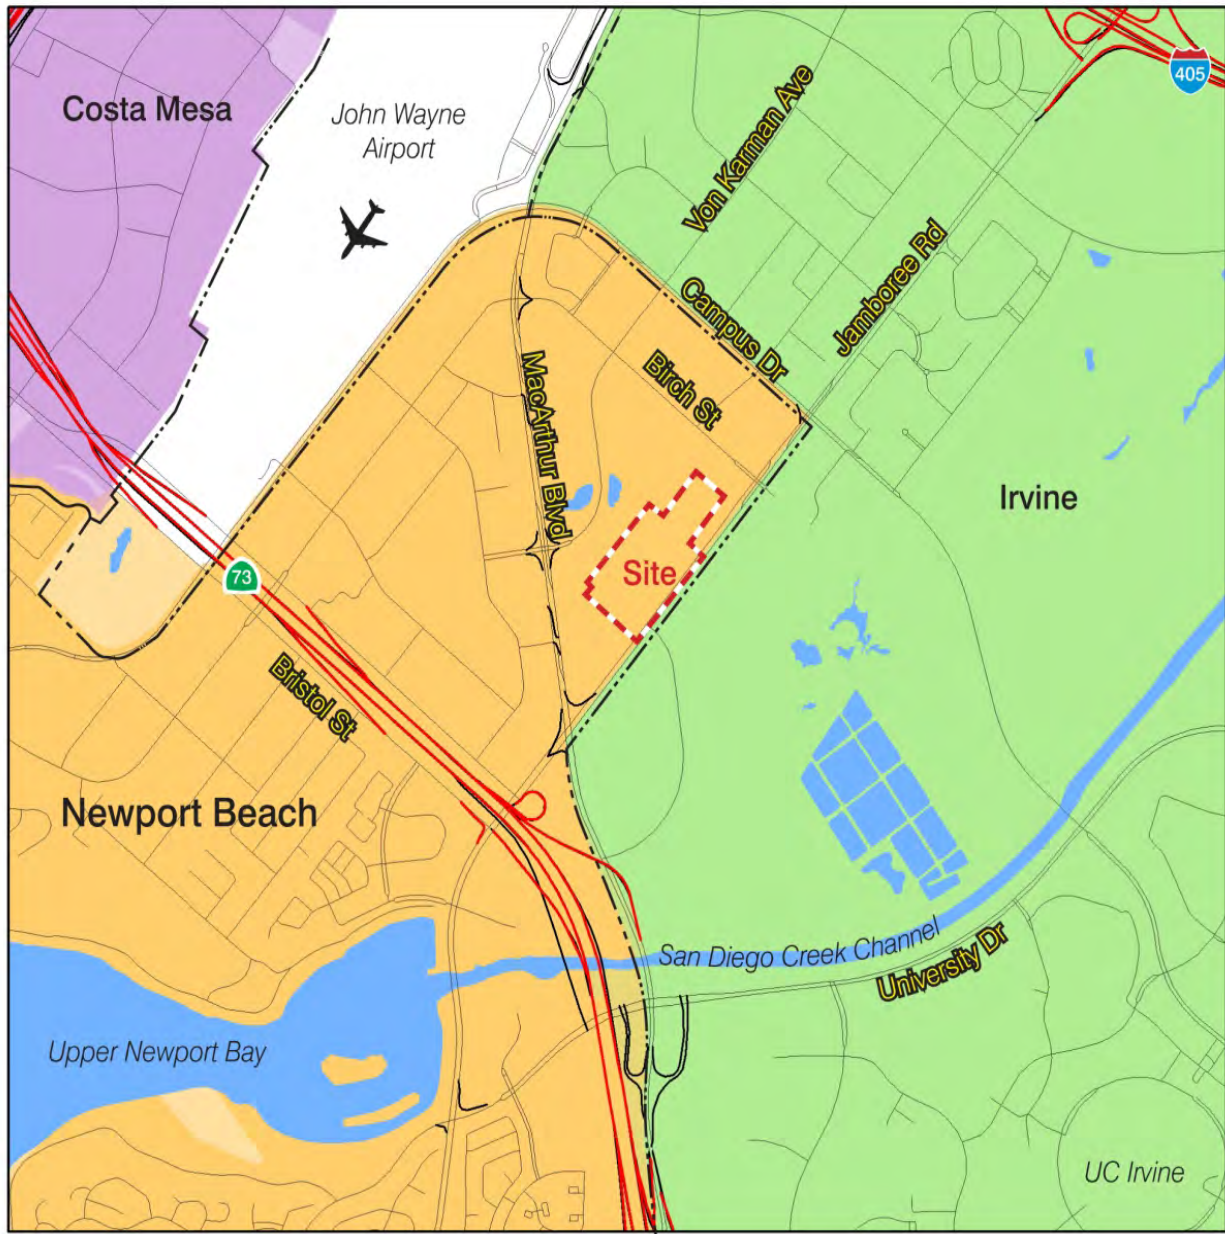 405
Costa Mesa
John Wayne
Airport
Von Karman Ave
Jamboree Rd
Campus Dr
Birch St
MacArthur Blvd
Irvine
Site
73
Bristol St
Newport Beach
San Diego Creek Channel
University Dr
Upper Newport Bay
UC Irvine